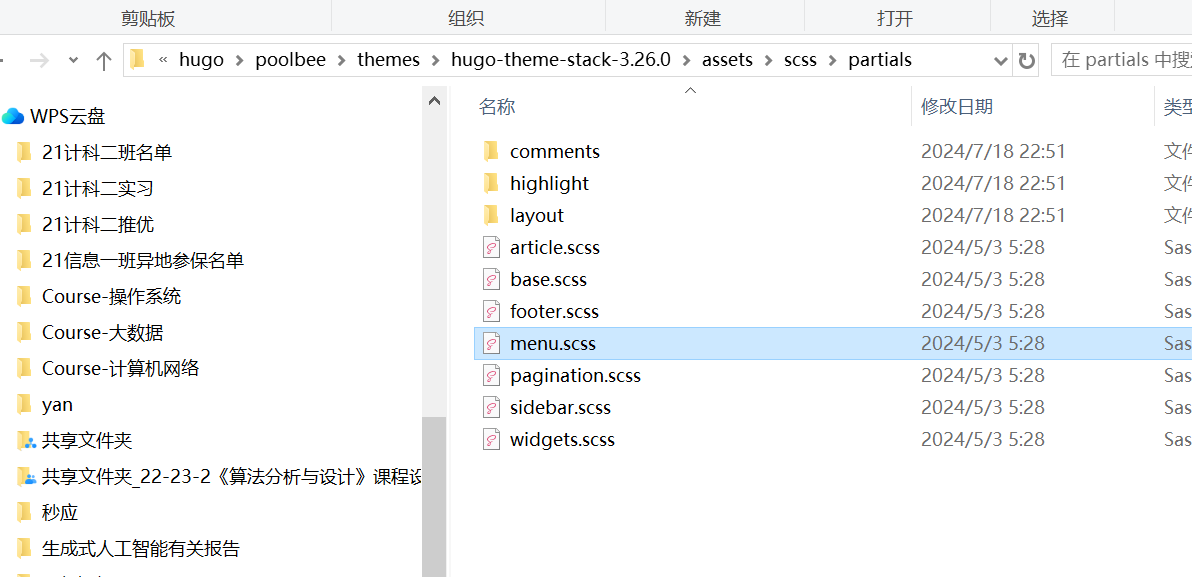 剪贴板 组织 新建 打开 选择
« hugo > poolbee > themes > hugo-theme-stack-3.26.0 > assets > scss > partials 在 partials 中搜
WPS云盘
21计科二班名单
21计科二实习
21计科二推优
21信息一班异地参保名单
Course-操作系统
Course-大数据
Course-计算机网络
yan
共享文件夹
共享文件夹_22-23-2《算法分析与设计》课程设
秒应
生成式人工智能有关报告
名称 修改日期 类型
comments 2024/7/18 22:51 文件
highlight 2024/7/18 22:51 文件
layout 2024/7/18 22:51 文件
article.scss 2024/5/3 5:28 Sas
base.scss 2024/5/3 5:28 Sas
footer.scss 2024/5/3 5:28 Sas
menu.scss 2024/5/3 5:28 Sas
pagination.scss 2024/5/3 5:28 Sas
sidebar.scss 2024/5/3 5:28 Sas
widgets.scss 2024/5/3 5:28 Sas